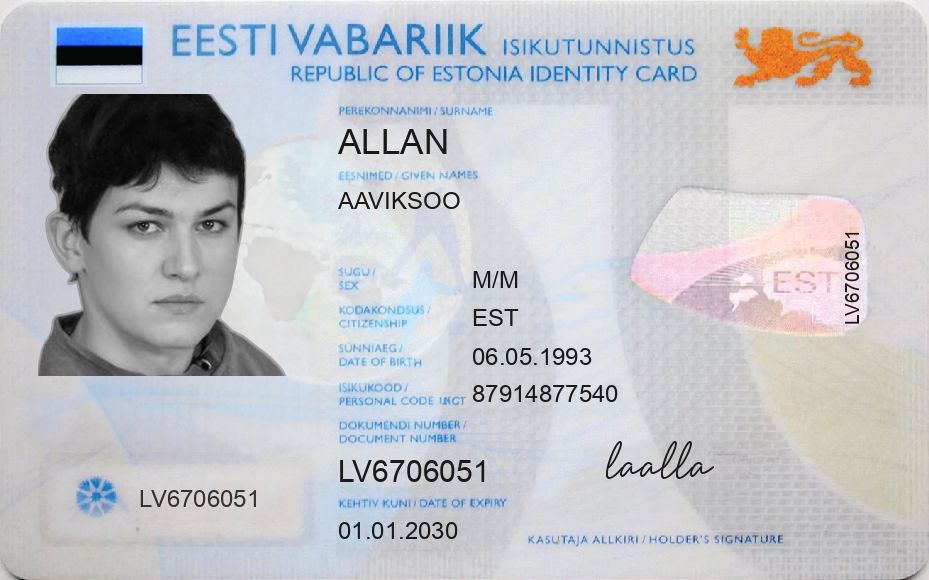 EESTI VABARIIK ISIKUTUNNISTUS
REPUBLIC OF ESTONIA IDENTITY CARD
PEREKONNANIMI / SURNAME
ALLAN
EESNIMED / GIVEN NAMES
AAVIKSOO
SUGU /
SEX
M/M
KODAKONDSUS /
CITIZENSHIP
EST
SÜNNIAEG /
DATE OF BIRTH
06.05.1993
ISIKUKOOD /
PERSONAL CODE
87914877540
DOKUMENDI NUMBER /
DOCUMENT NUMBER
LV6706051
KEHTIV KUNI / DATE OF EXPIRY
01.01.2030
LV6706051
EST
LV6706051
laalla
KASUTAJA ALLKIRI / HOLDER'S SIGNATURE